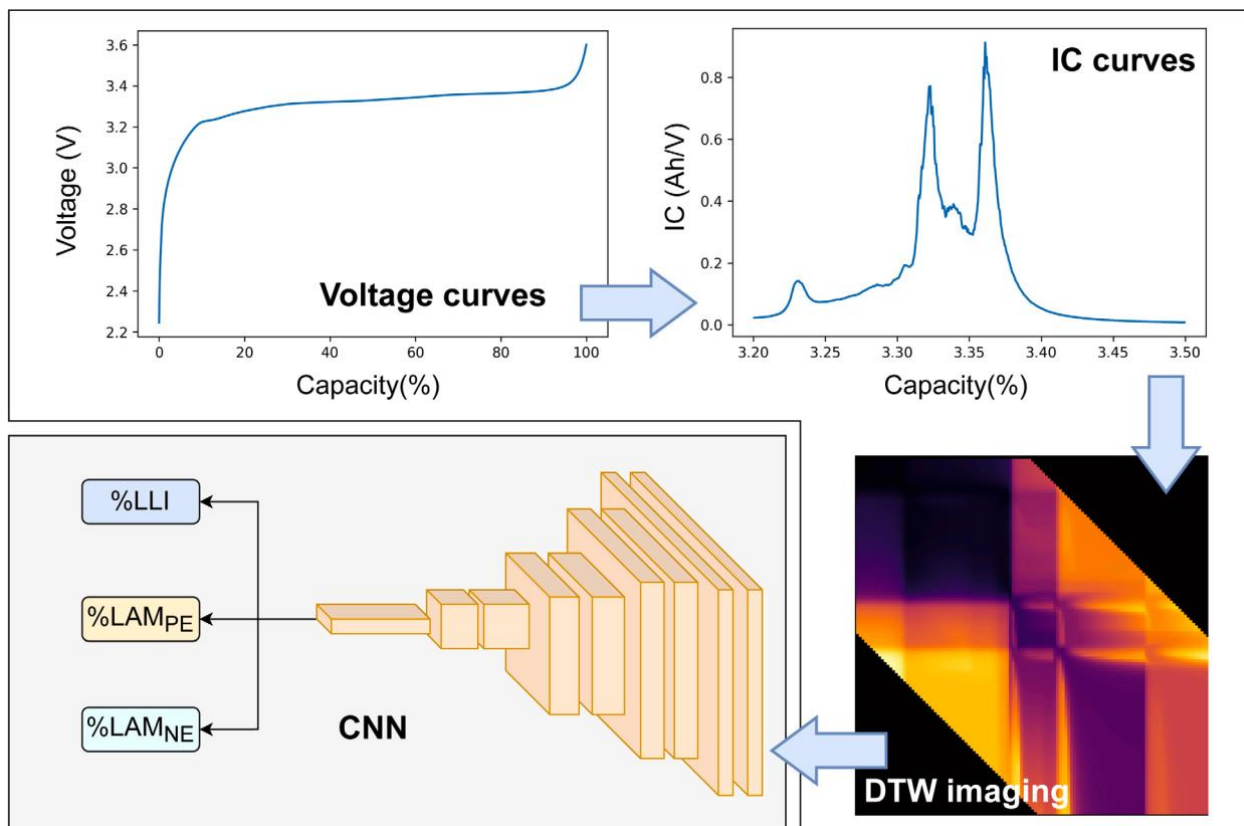 3.6
3.4
3.2
3.0
2.8
2.6
2.4
2.2
Voltage (V)
0
20
40
60
80
100
Capacity(%)
Voltage curves
IC curves
0.8
0.6
0.4
0.2
0.0
IC (Ah/V)
3.20
3.25
3.30
3.35
3.40
3.45
3.50
Capacity(%)
%LLI
%LAMPE
%LAMNE
CNN
DTW imaging